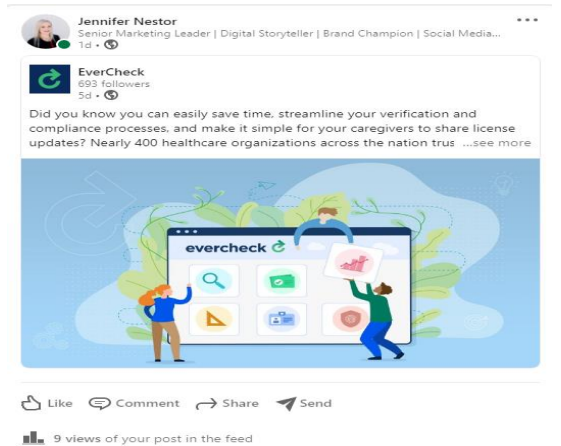 Jennifer Nestor
Senior Marketing Leader | Digital Storyteller | Brand Champion | Social Media...
1d •
EverCheck
693 followers
5d •
Did you know you can easily save time, streamline your verification and
compliance processes, and make it simple for your caregivers to share license
updates? Nearly 400 healthcare organizations across the nation trus ...see more
evercheck
Like Comment Share Send
9 views of your post in the feed